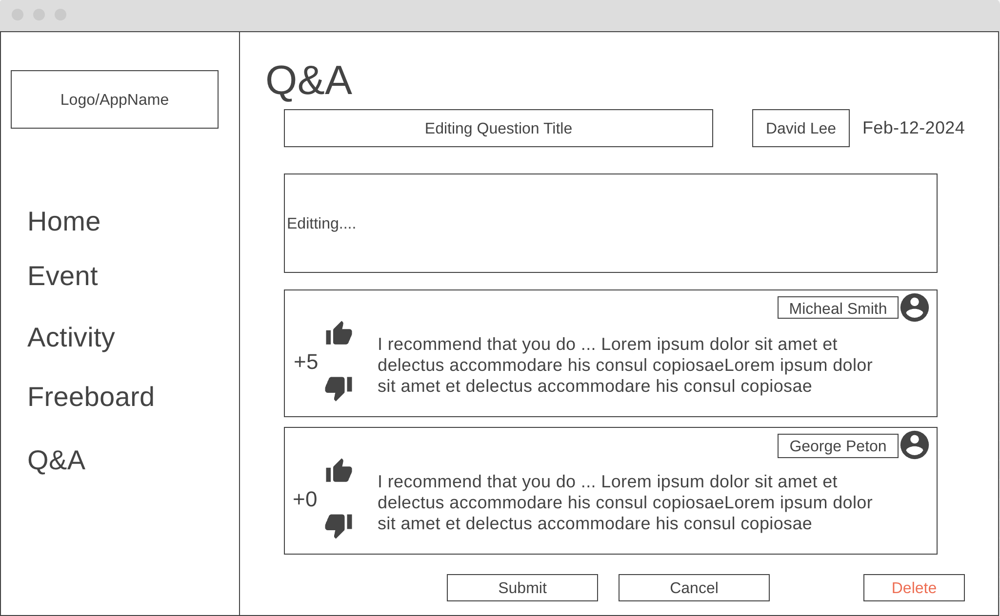 Logo/AppName
Home
Event
Activity
Freeboard
Q&A
Q&A
Editing Question Title
David Lee
Feb-12-2024
Editting....
Micheal Smith
+5
I recommend that you do ... Lorem ipsum dolor sit amet et
delectus accommodare his consul copiosaeLorem ipsum dolor
sit amet et delectus accommodare his consul copiosae
George Peton
+0
I recommend that you do ... Lorem ipsum dolor sit amet et
delectus accommodare his consul copiosaeLorem ipsum dolor
sit amet et delectus accommodare his consul copiosae
Submit
Cancel
Delete